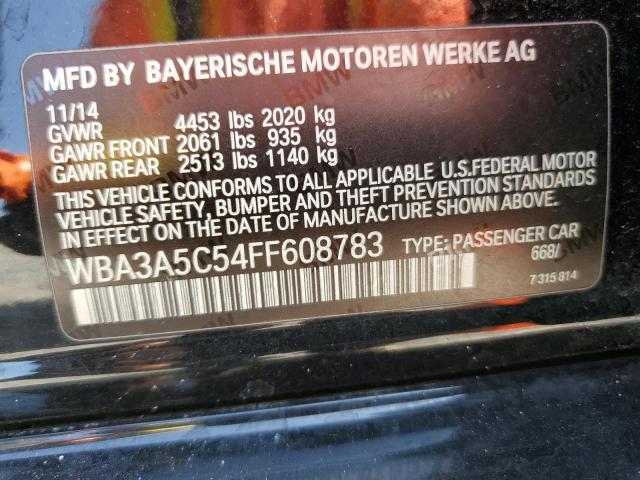 MFD BY BAYERISCHE MOTOREN WERKE AG
11/14
GVWR 4453 lbs 2020 kg
GAWR FRONT 2061 lbs 935 kg
GAWR REAR 2513 lbs 1140 kg
THIS VEHICLE CONFORMS TO ALL APPLICABLE U.S.FEDERAL MOTOR
VEHICLE SAFETY, BUMPER AND THEFT PREVENTION STANDARDS
IN EFFECT ON THE DATE OF MANUFACTURE SHOWN ABOVE.
WBA3A5C54FF608783 TYPE: PASSENGER CAR
668/
7 315 814